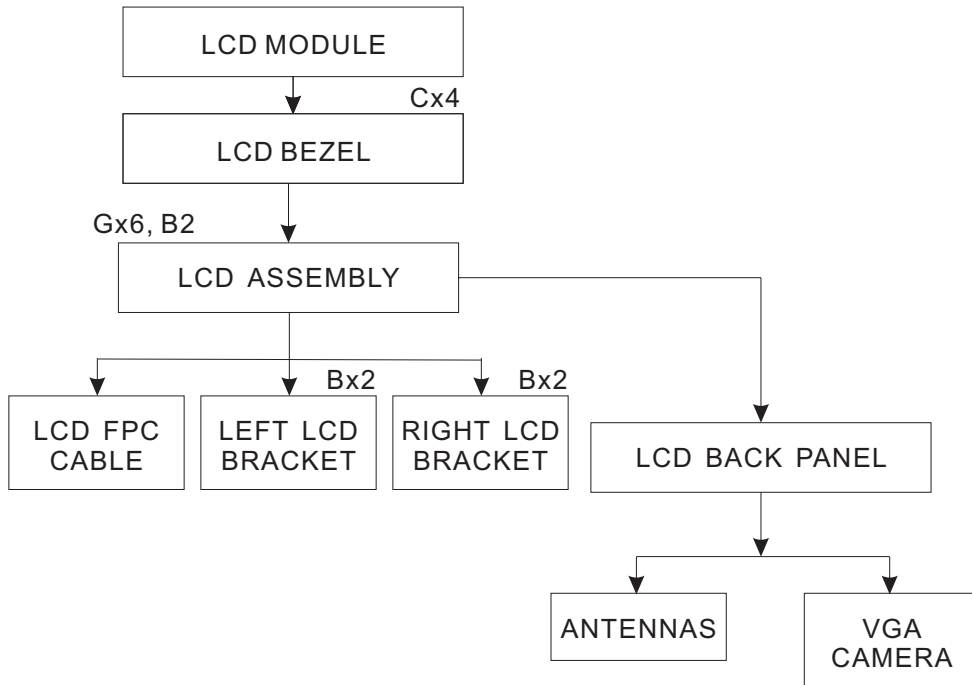 LCD MODULE
Cx4
LCD BEZEL
Gx6, B2
LCD ASSEMBLY
Bx2
Bx2
LCD FPC
CABLE
LEFT LCD
BRACKET
RIGHT LCD
BRACKET
LCD BACK PANEL
ANTENNAS
VGA
CAMERA